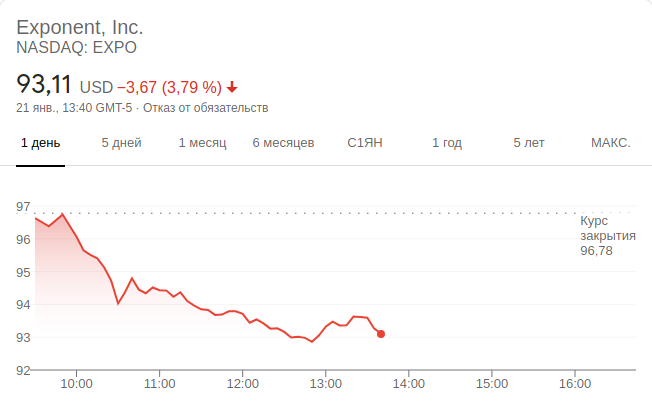 Exponent, Inc.
NASDAQ: EXPO
93,11 USD −3,67 (3,79 %)
21 янв., 13:40 GMT-5 · Отказ от обязательств
1 день 5 дней 1 месяц 6 месяцев С1ЯН 1 год 5 лет МАКС.
97
Курс
закрытия
96,78
96
95
94
93
92
10:00 11:00 12:00 13:00 14:00 15:00 16:00